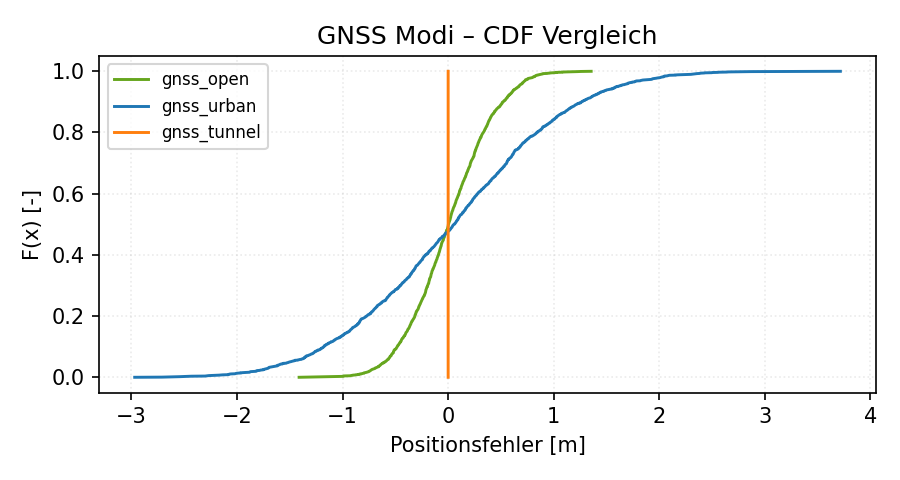 GNSS Modi – CDF Vergleich
gnss_open
gnss_urban
gnss_tunnel
F(x) [-]
1.0
0.8
0.6
0.4
0.2
0.0
−3 −2 −1 0 1 2 3 4
Positionsfehler [m]